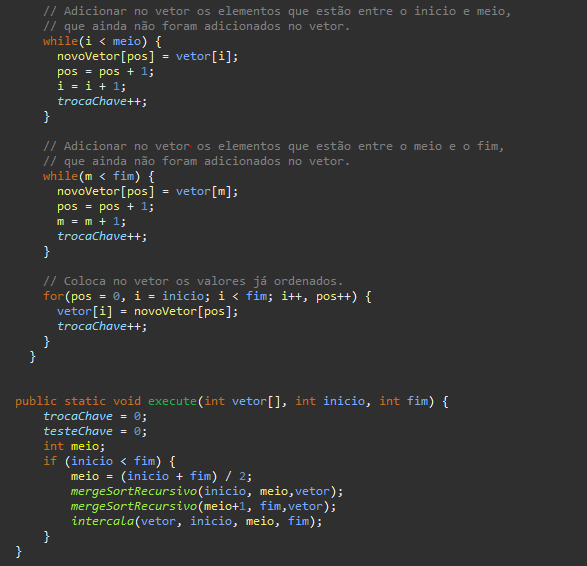 // Adicionar no vetor os elementos que estão entre o inicio e meio,
// que ainda não foram adicionados no vetor.
while(i < meio) {
novoVetor[pos] = vetor[i];
pos = pos + 1;
i = i + 1;
trocaChave++;
}
// Adicionar no vetor os elementos que estão entre o meio e o fim,
// que ainda não foram adicionados no vetor.
while(m < fim) {
novoVetor[pos] = vetor[m];
pos = pos + 1;
m = m + 1;
trocaChave++;
}
// Coloca no vetor os valores já ordenados.
for(pos = 0, i = inicio; i < fim; i++, pos++) {
vetor[i] = novoVetor[pos];
trocaChave++;
}
}
public static void execute(int vetor[], int inicio, int fim) {
trocaChave = 0;
testeChave = 0;
int meio;
if (inicio < fim) {
meio = (inicio + fim) / 2;
mergeSortRecursivo(inicio, meio,vetor);
mergeSortRecursivo(meio+1, fim,vetor);
intercala(vetor, inicio, meio, fim);
}
}